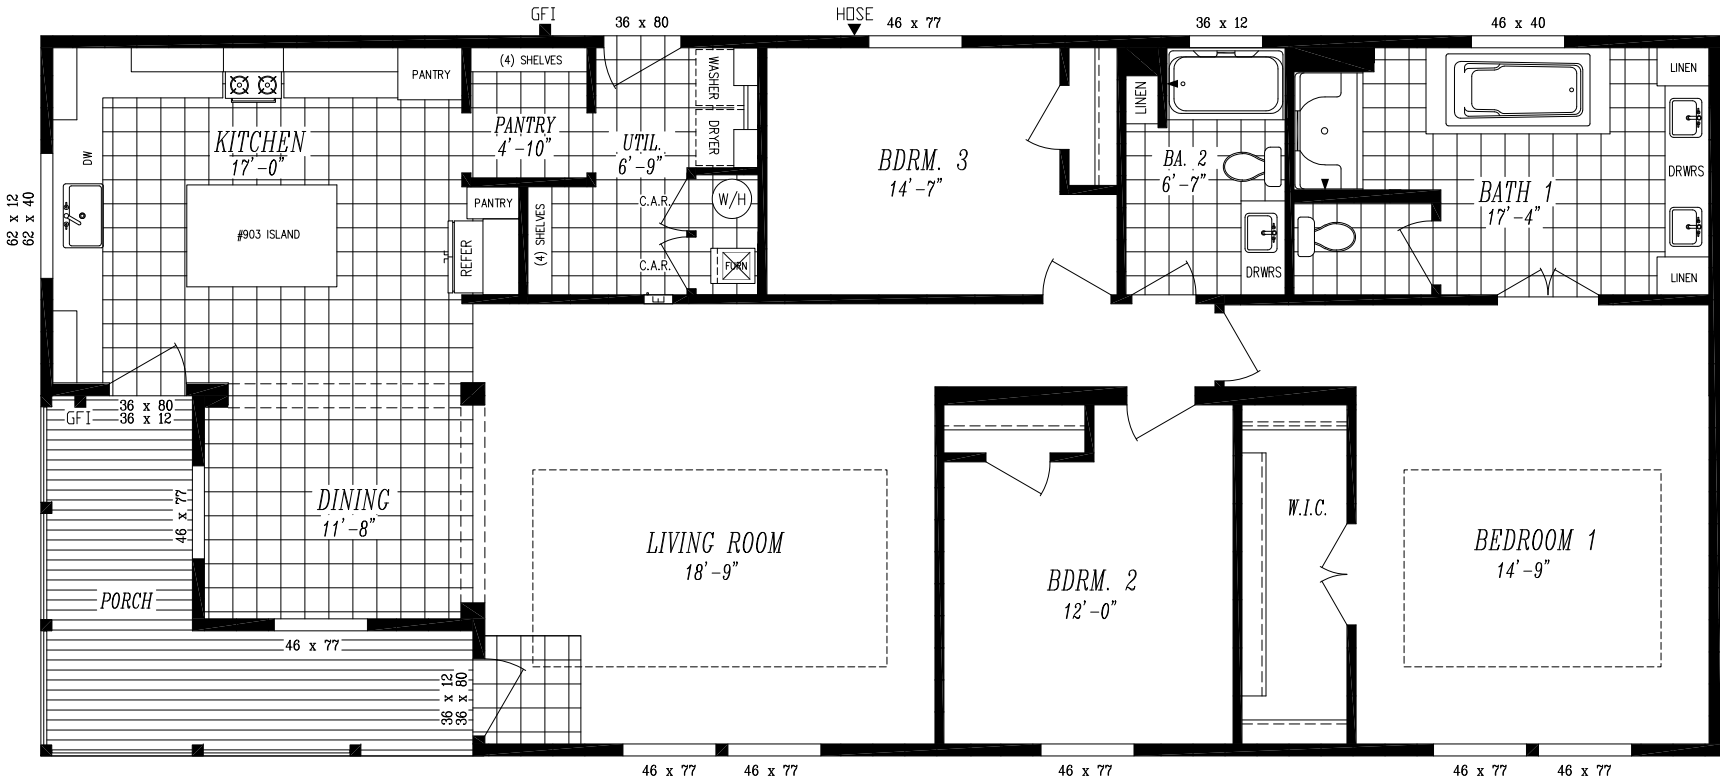 GFI
36 x 80
HOSE
46 x 77
36 x 12
46 x 40
PANTRY
(4) SHELVES
WASHER
DRYER
LINEN
LINEN
KITCHEN
17'-0"
DW
PANTRY
4'-10"
UTIL.
6'-9"
BDRM. 3
14'-7"
BA. 2
6'-7"
BATH 1
17'-4"
DRWRS
62 x 12
62 x 40
#903 ISLAND
PANTRY
REFER
(4) SHELVES
C.A.R.
C.A.R.
W/H
FURN
DRWRS
LINEN
36 x 80
36 x 12
GFI
46 x 77
DINING
11'-8"
LIVING ROOM
18'-9"
W.I.C.
BEDROOM 1
14'-9"
BDRM. 2
12'-0"
PORCH
46 x 77
36 x 12
36 x 80
46 x 77
46 x 77
46 x 77
46 x 77
46 x 77